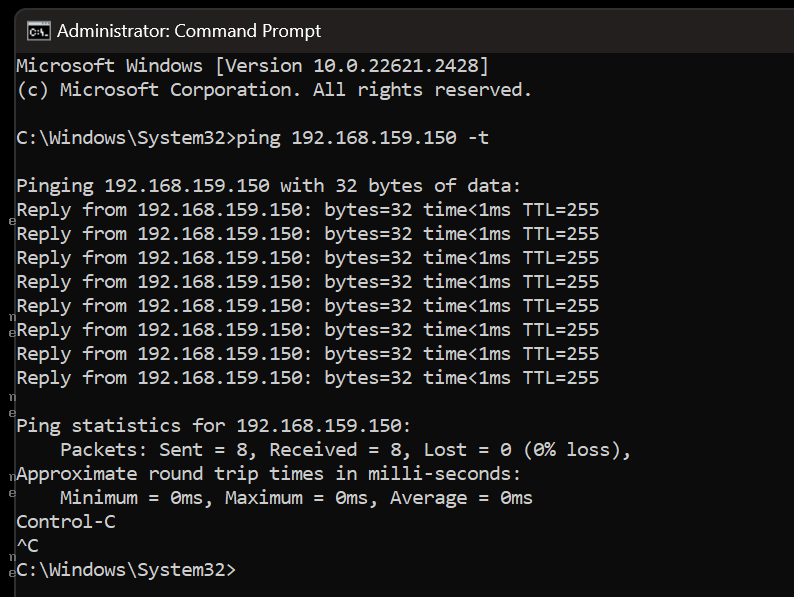 Administrator: Command Prompt
Microsoft Windows [Version 10.0.22621.2428]
(c) Microsoft Corporation. All rights reserved.
C:\Windows\System32>ping 192.168.159.150 -t
Pinging 192.168.159.150 with 32 bytes of data:
Reply from 192.168.159.150: bytes=32 time<1ms TTL=255
Reply from 192.168.159.150: bytes=32 time<1ms TTL=255
Reply from 192.168.159.150: bytes=32 time<1ms TTL=255
Reply from 192.168.159.150: bytes=32 time<1ms TTL=255
Reply from 192.168.159.150: bytes=32 time<1ms TTL=255
Reply from 192.168.159.150: bytes=32 time<1ms TTL=255
Reply from 192.168.159.150: bytes=32 time<1ms TTL=255
Reply from 192.168.159.150: bytes=32 time<1ms TTL=255
Ping statistics for 192.168.159.150:
    Packets: Sent = 8, Received = 8, Lost = 0 (0% loss),
Approximate round trip times in milli-seconds:
    Minimum = 0ms, Maximum = 0ms, Average = 0ms
Control-C
^C
C:\Windows\System32>